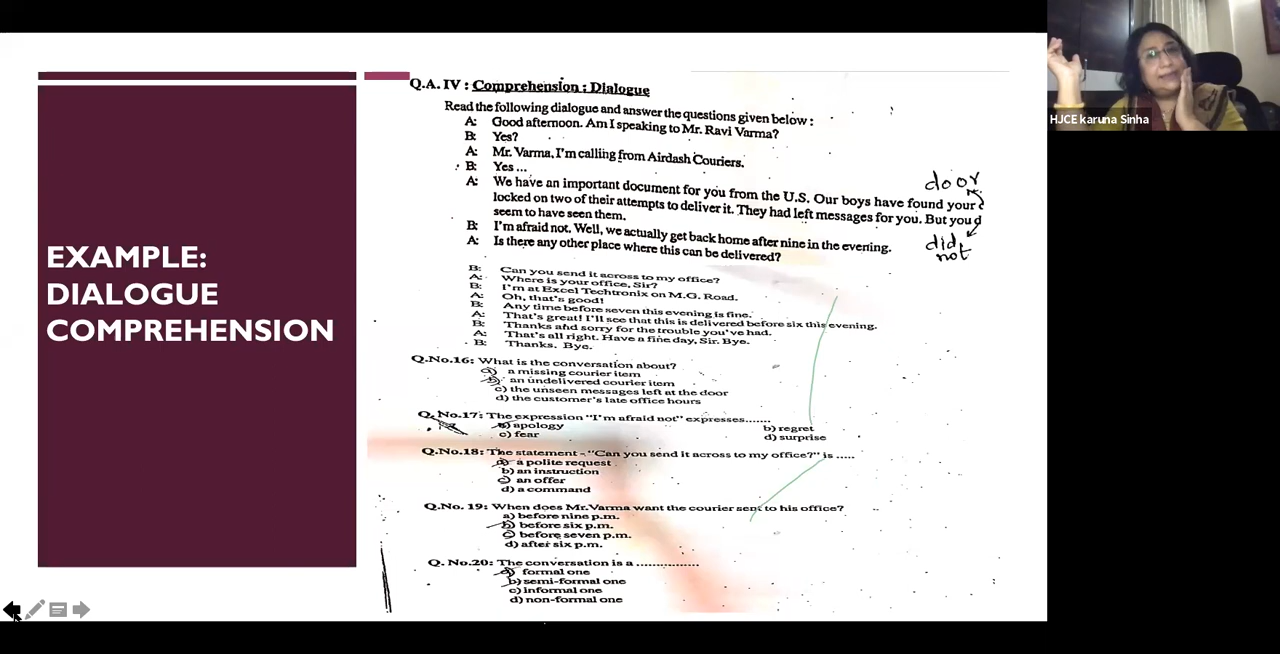 EXAMPLE:
DIALOGUE
COMPREHENSION
Q.A. IV : Comprehension : Dialogue
Read the following dialogue and answer the questions given below :
A: Good afternoon. Am I speaking to Mr. Ravi Varma?
B: Yes?
A: Mr. Varma, I'm calling from Airdash Couriers.
B: Yes ...
A: We have an important document for you from the U.S. Our boys have found your
door
locked on two of their attempts to deliver it. They had left messages for you. But you d
did not
seem to have seen them.
B: I'm afraid not. Well, we actually get back home after nine in the evening.
A: Is there any other place where this can be delivered?
B: Can you send it across to my office?
A: Where is your office, Sir?
B: I'm at Excel Techtronix on M.G. Road.
A: Oh, that's good!
B: Any time before seven this evening is fine.
A: That's great! I'll see that this is delivered before six this evening.
B: Thanks and sorry for the trouble you've had.
A: That's all right. Have a fine day, Sir. Bye.
B: Thanks. Bye.
Q.No.16: What is the conversation about?
a) a missing courier item
b) an undelivered courier item
c) the unseen messages left at the door
d) the customer's late office hours
Q. No.17: The expression "I'm afraid not" expresses.......
a) apology b) regret
c) fear d) surprise
Q.No.18: The statement - "Can you send it across to my office?" is .....
a) a polite request
b) an instruction
c) an offer
d) a command
Q.No. 19: When does Mr.Varma want the courier sent to his office?
a) before nine p.m.
b) before six p.m.
c) before seven p.m.
d) after six p.m.
Q. No.20: The conversation is a ................
a) formal one
b) semi-formal one
c) informal one
d) non-formal one
HJCE karuna Sinha